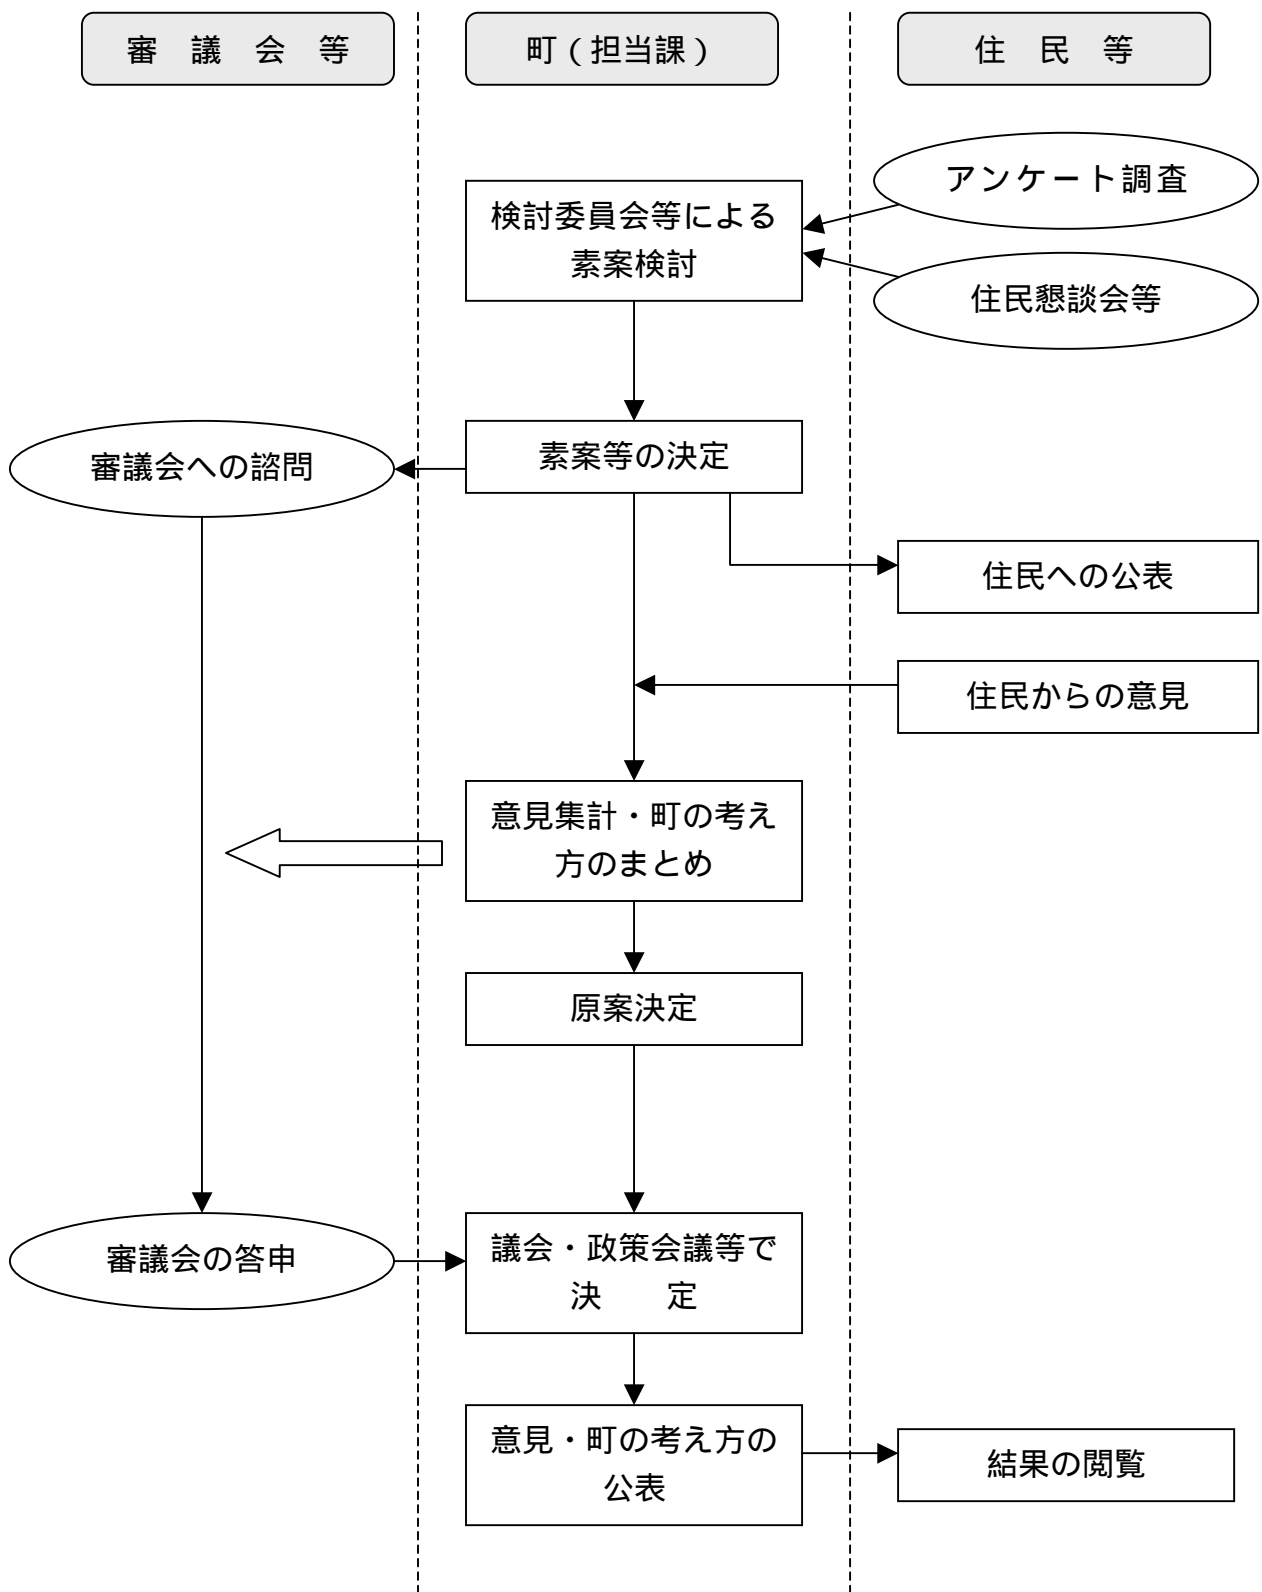 審　議　会　等
町（担当課）
住　民　等
アンケート調査
検討委員会等による
素案検討
住民懇談会等
素案等の決定
審議会への諮問
住民への公表
住民からの意見
意見集計・町の考え
方のまとめ
原案決定
審議会の答申
議会・政策会議等で
決　　定
意見・町の考え方の
公表
結果の閲覧